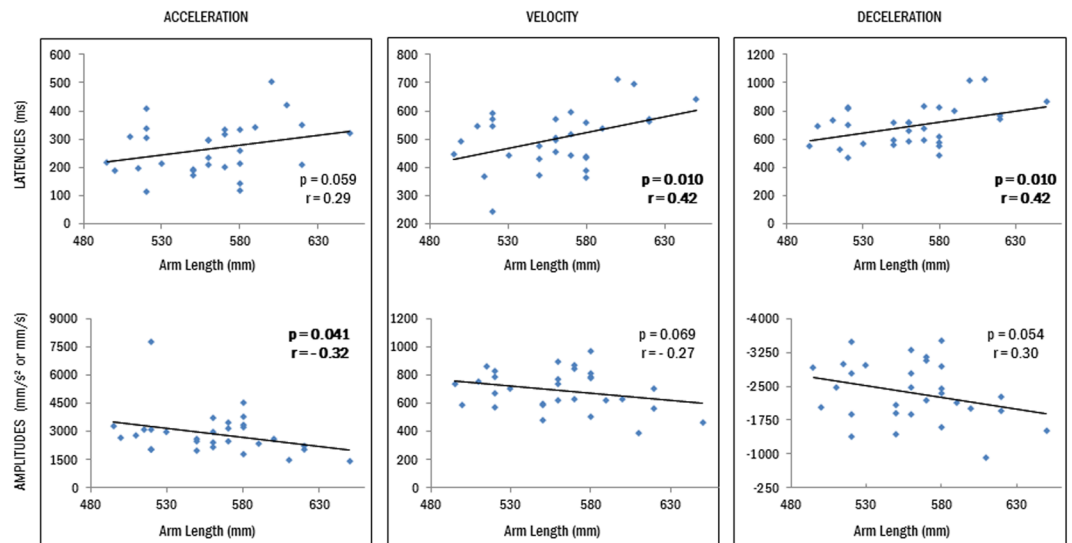 ACCELERATION
VELOCITY
DECELERATION
LATENCIES (ms)
600
500
400
300
200
100
0
480
530
580
630
p = 0.059
r = 0.29
Arm Length (mm)
800
700
600
500
400
300
200
480
530
580
630
p = 0.010
r = 0.42
Arm Length (mm)
1200
1000
800
600
400
200
0
480
530
580
630
p = 0.010
r = 0.42
Arm Length (mm)
AMPLITUDES (mm/s² or mm/s)
9000
7500
6000
4500
3000
1500
0
480
530
580
630
p = 0.041
r = - 0.32
Arm Length (mm)
1200
1000
800
600
400
200
0
480
530
580
630
p = 0.069
r = - 0.27
Arm Length (mm)
-4000
-3250
-2500
-1750
-1000
-250
480
530
580
630
p = 0.054
r = 0.30
Arm Length (mm)